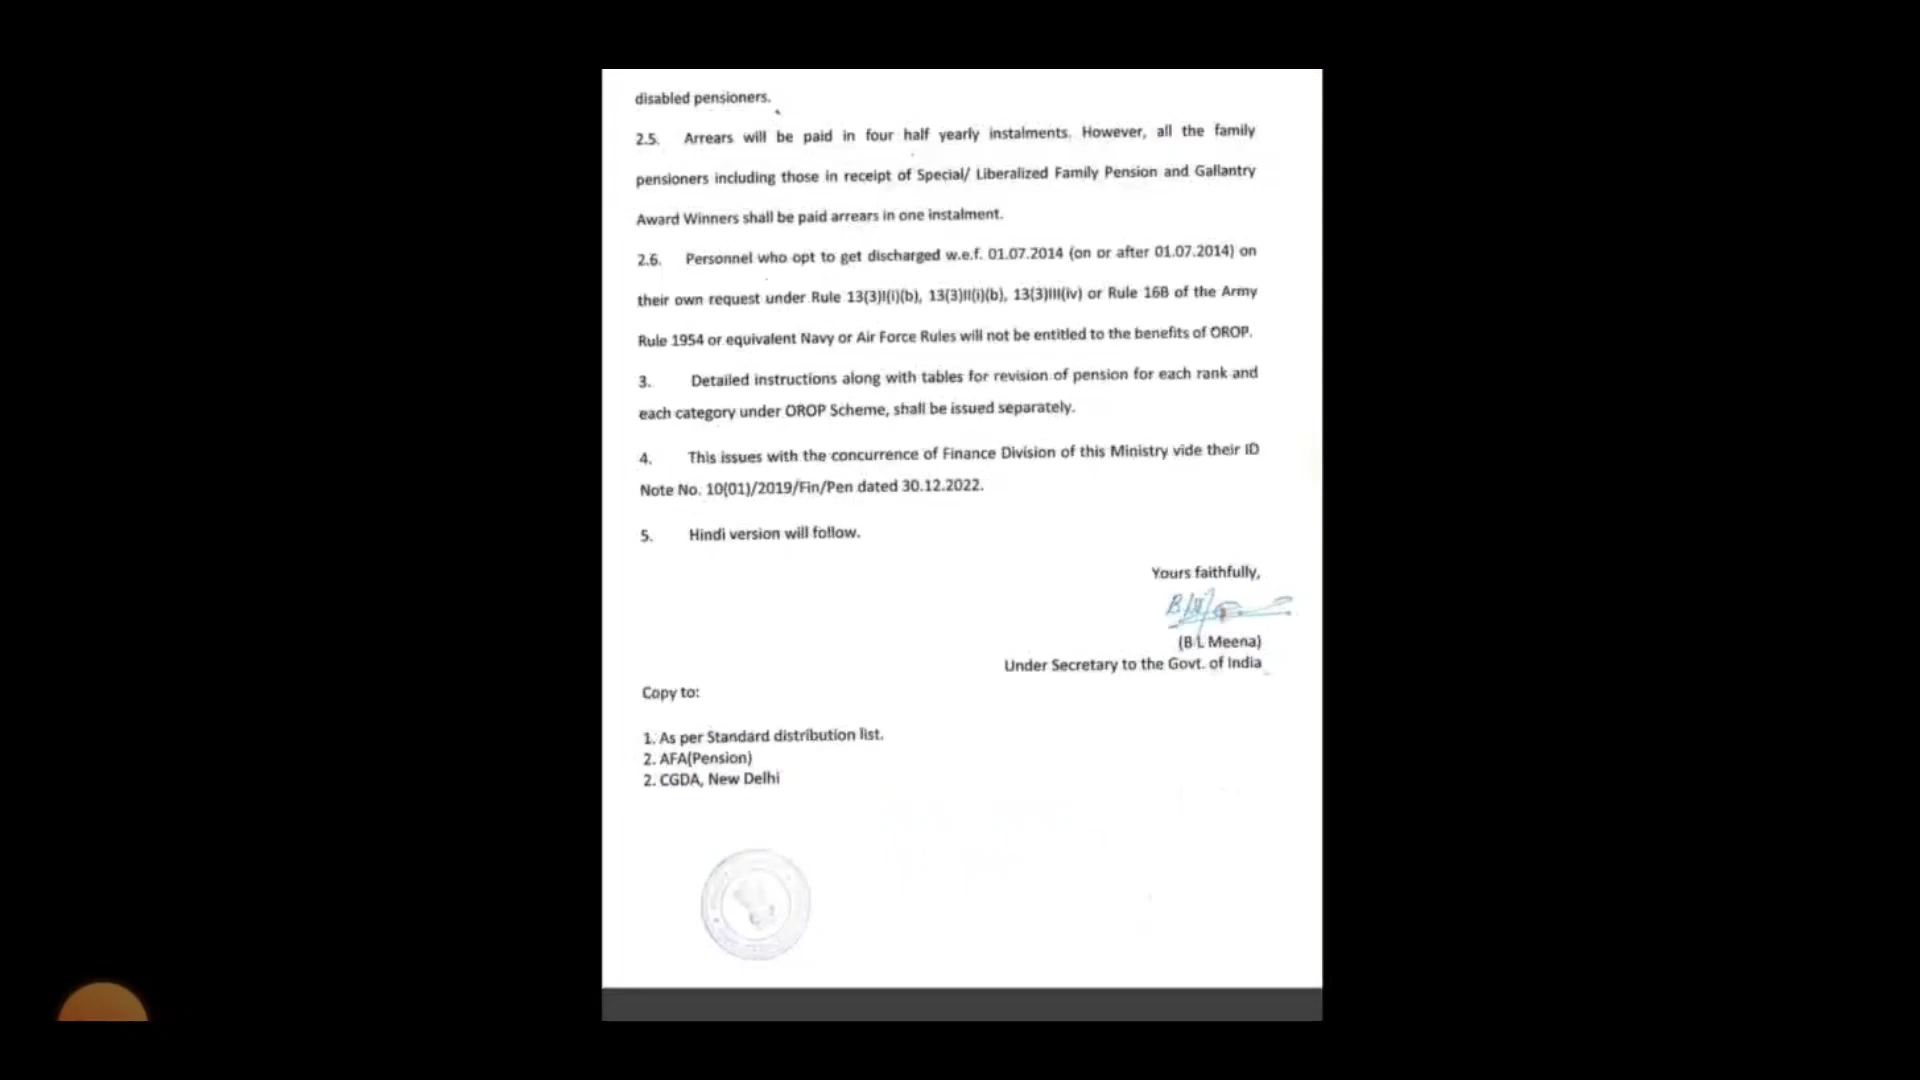 disabled pensioners.
2.5. Arrears will be paid in four half yearly instalments. However, all the family
pensioners including those in receipt of Special/ Liberalized Family Pension and Gallantry
Award Winners shall be paid arrears in one instalment.
2.6. Personnel who opt to get discharged w.e.f. 01.07.2014 (on or after 01.07.2014) on
their own request under Rule 13(3)I(i)(b), 13(3)II(i)(b), 13(3)III(iv) or Rule 16B of the Army
Rule 1954 or equivalent Navy or Air Force Rules will not be entitled to the benefits of OROP.
3. Detailed instructions along with tables for revision of pension for each rank and
each category under OROP Scheme, shall be issued separately.
4. This issues with the concurrence of Finance Division of this Ministry vide their ID
Note No. 10(01)/2019/Fin/Pen dated 30.12.2022.
5. Hindi version will follow.
Yours faithfully,
(B L Meena)
Under Secretary to the Govt. of India
Copy to:
1. As per Standard distribution list.
2. AFA(Pension)
2. CGDA, New Delhi